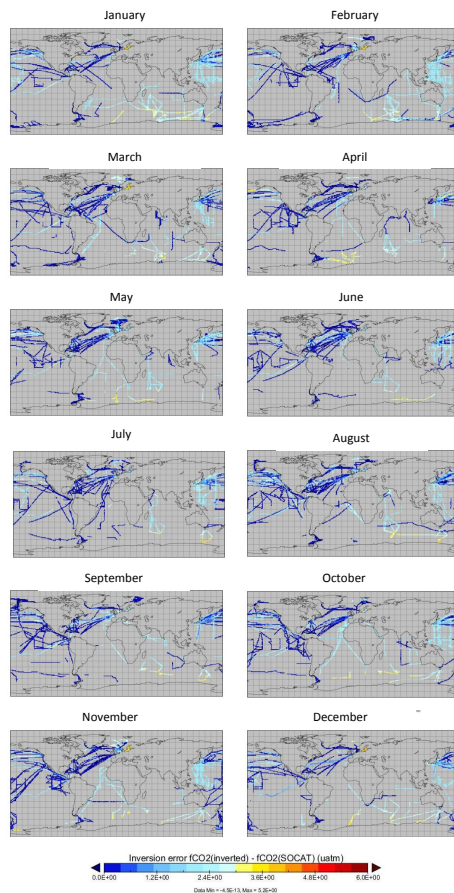 January February
March April
May June
July August
September October
November December
Inversion error fCO2(inverted) - fCO2(SOCAT) (uatm)
0.0E+00 1.2E+00 2.4E+00 3.6E+00 4.8E+00 6.0E+00
Data Min = -4.5E-13, Max = 5.2E+00